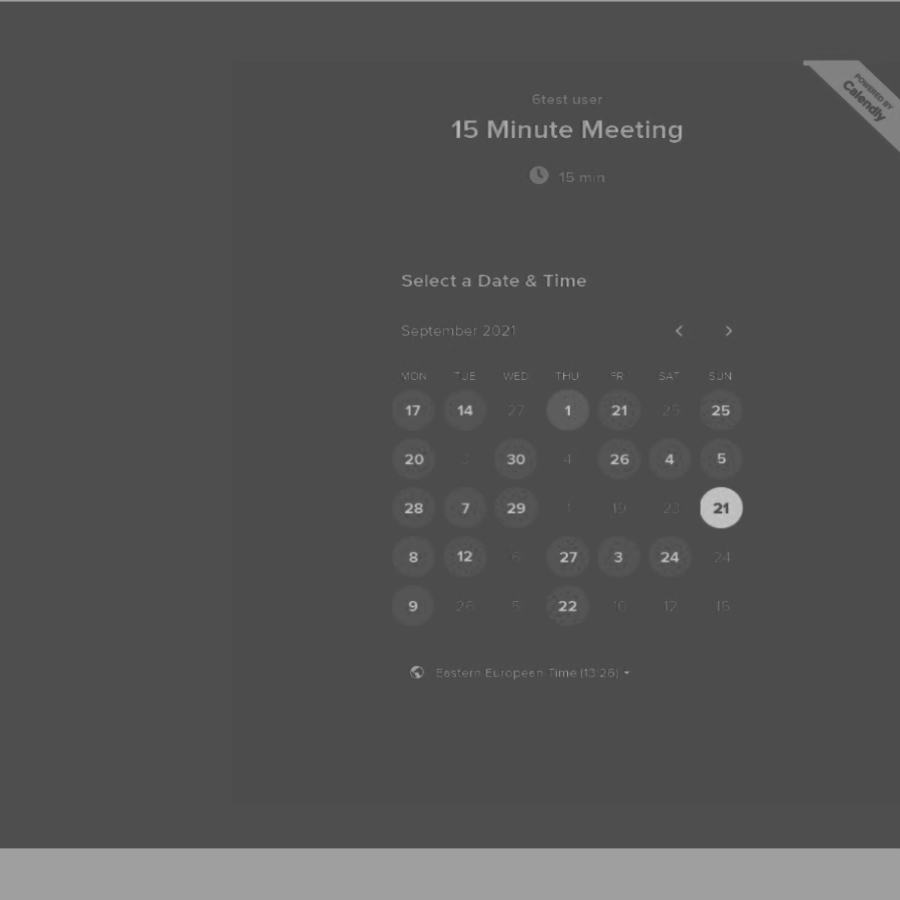 POWERED BY
Calendly
6test user
15 Minute Meeting
15 min
Select a Date & Time
September 2021
MON TUE WED THU FRI SAT SUN
17 14 27 1 21 25 25
20 3 30 4 26 4 5
28 7 29 1 19 23 21
8 12 6 27 3 24 24
9 26 5 22 12
Eastern European Time (13:26)